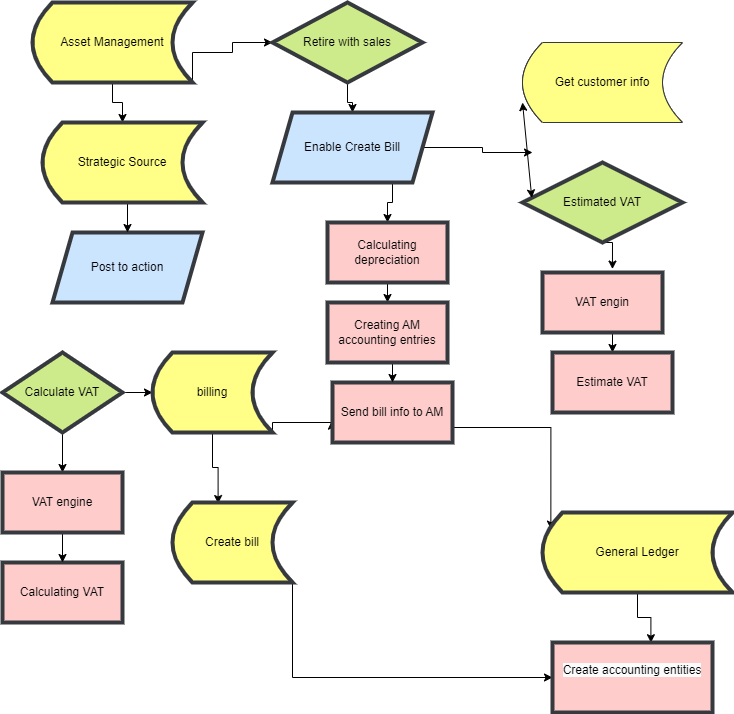 Asset Management
Retire with sales
Get customer info
Enable Create Bill
Strategic Source
Estimated VAT
Post to action
Calculating
depreciation
VAT engin
Creating AM
accounting entries
Estimate VAT
Calculate VAT
billing
Send bill info to AM
VAT engine
Create bill
General Ledger
Calculating VAT
Create accounting entities